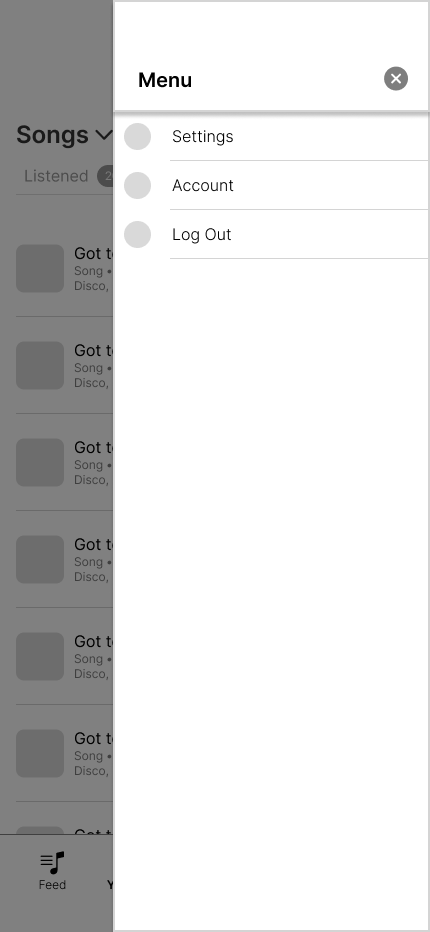 Menu
Settings
Account
Log Out
Songs
Listened
Got
Song •
Disco,
Got
Song •
Disco,
Got
Song •
Disco,
Got
Song •
Disco,
Got
Song •
Disco,
Got
Song •
Disco,
Got
Feed